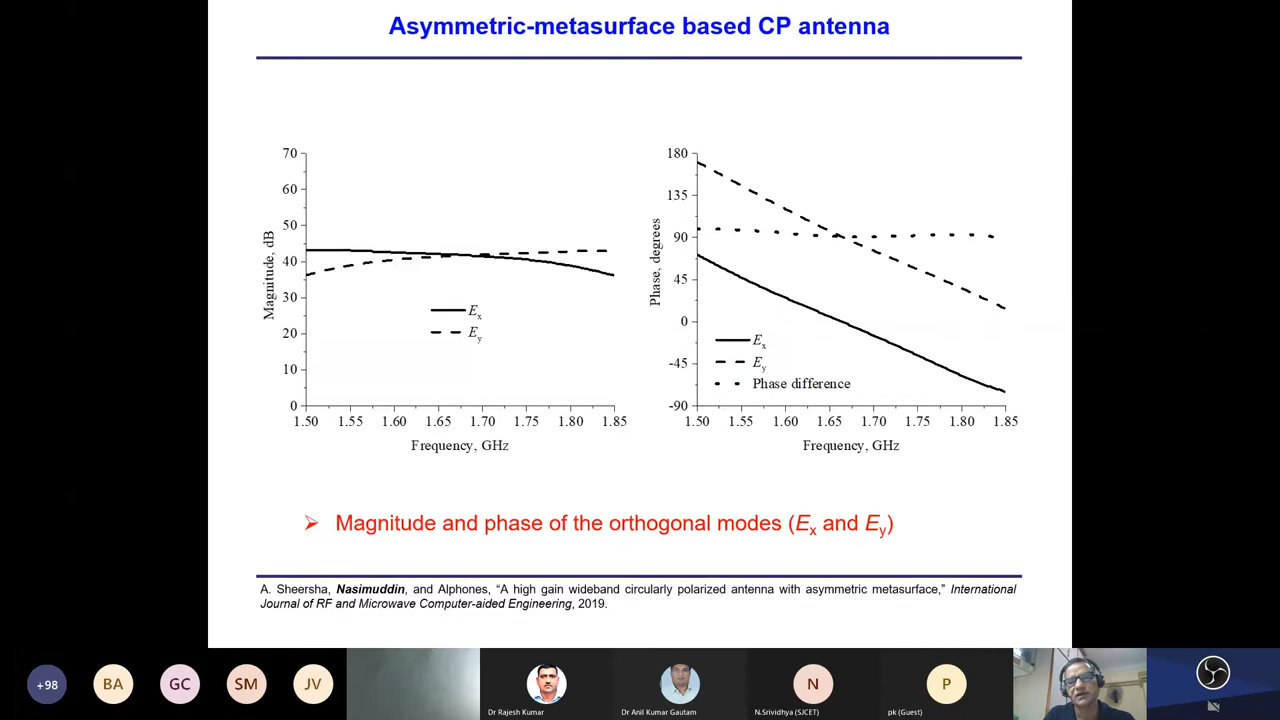 Asymmetric-metasurface based CP antenna
70
60
50
40
30
20
10
0
Magnitude, dB
1.50 1.55 1.60 1.65 1.70 1.75 1.80 1.85
Frequency, GHz
Ex
Ey
180
135
90
45
0
-45
-90
Phase, degrees
1.50 1.55 1.60 1.65 1.70 1.75 1.80 1.85
Frequency, GHz
Ex
Ey
Phase difference
Magnitude and phase of the orthogonal modes (Ex and Ey)
A. Sheersha, Nasimuddin, and Alphones, “A high gain wideband circularly polarized antenna with asymmetric metasurface,” International
Journal of RF and Microwave Computer-aided Engineering, 2019.
+98 BA GC SM JV N P
Dr Rajesh Kumar Dr Anil Kumar Gautam N.Srividhya (SJCET) pk (Guest)